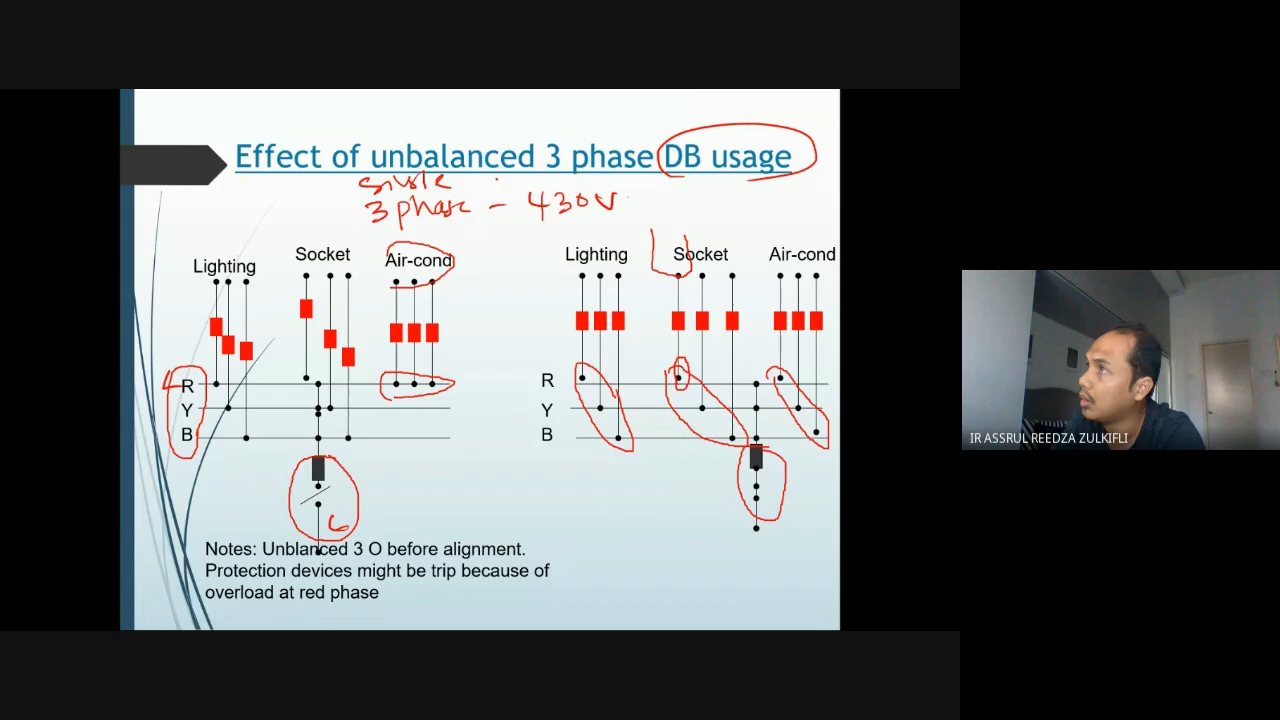 Effect of unbalanced 3 phase DB usage
single
3 phase - 430V
Lighting
Socket
Air-cond
R
Y
B
Lighting
Socket
Air-cond
R
Y
B
Notes: Unblanced 3 O before alignment.
Protection devices might be trip because of
overload at red phase
IR ASSRUL REEDZA ZULKIFLI